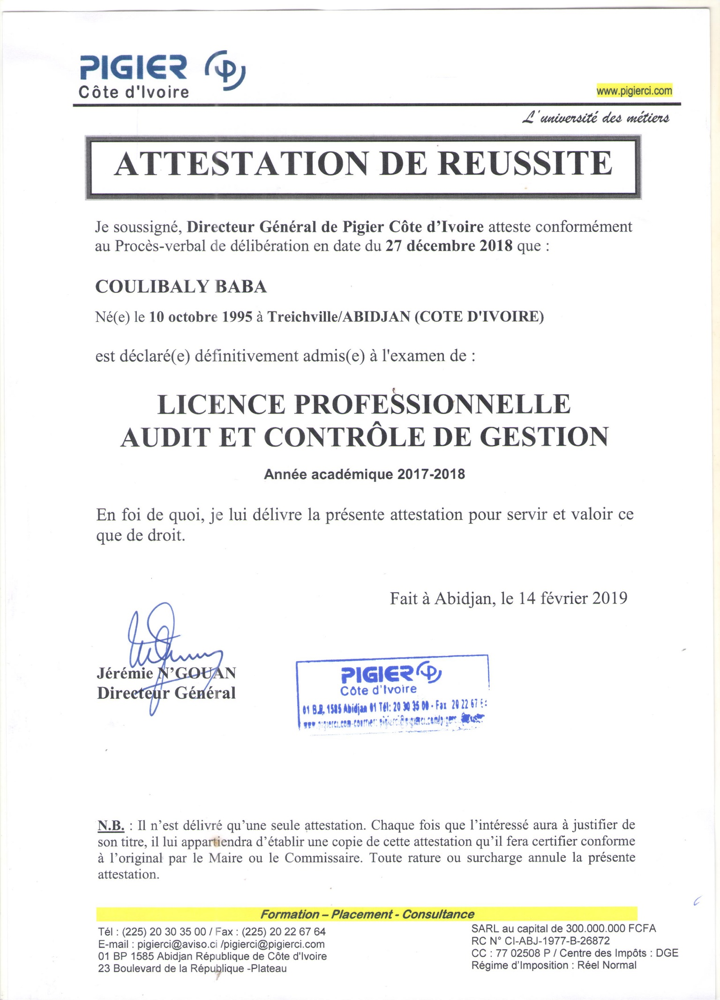 PIGIER
Côte d'Ivoire
www.pigierci.com
L'université des métiers
ATTESTATION DE REUSSITE
Je soussigné, Directeur Général de Pigier Côte d’Ivoire atteste conformément
au Procès-verbal de délibération en date du 27 décembre 2018 que :
COULIBALY BABA
Né(e) le 10 octobre 1995 à Treichville/ABIDJAN (COTE D'IVOIRE)
est déclaré(e) définitivement admis(e) à l'examen de :
LICENCE PROFESSIONNELLE
AUDIT ET CONTRÔLE DE GESTION
Année académique 2017-2018
En foi de quoi, je lui délivre la présente attestation pour servir et valoir ce
que de droit.
Fait à Abidjan, le 14 février 2019
Jérémie N’GOUAN
Directeur Général
PIGIER
Côte d'Ivoire
01 B.P. 1585 Abidjan 01 Tél: 20 30 35 00 - Fax 20 22 67
www.pigierci.com-courrier: pigierci@pigierci.com
N.B. : Il n’est délivré qu’une seule attestation. Chaque fois que l’intéressé aura à justifier de
son titre, il lui appartiendra d’établir une copie de cette attestation qu’il fera certifier conforme
à l’original par le Maire ou le Commissaire. Toute rature ou surcharge annule la présente
attestation.
Formation – Placement - Consultance
Tél : (225) 20 30 35 00 / Fax : (225) 20 22 67 64
E-mail : pigierci@aviso.ci /pigierci@pigierci.com
01 BP 1585 Abidjan République de Côte d'Ivoire
23 Boulevard de la République -Plateau
SARL au capital de 300.000.000 FCFA
RC N° CI-ABJ-1977-B-26872
CC : 77 02508 P / Centre des Impôts : DGE
Régime d’Imposition : Réel Normal